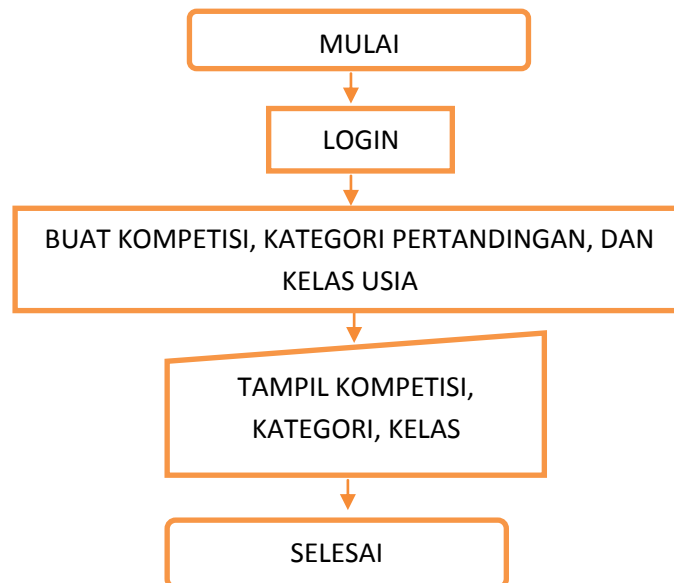 MULAI
LOGIN
BUAT KOMPETISI, KATEGORI PERTANDINGAN, DAN
KELAS USIA
TAMPIL KOMPETISI,
KATEGORI, KELAS
SELESAI